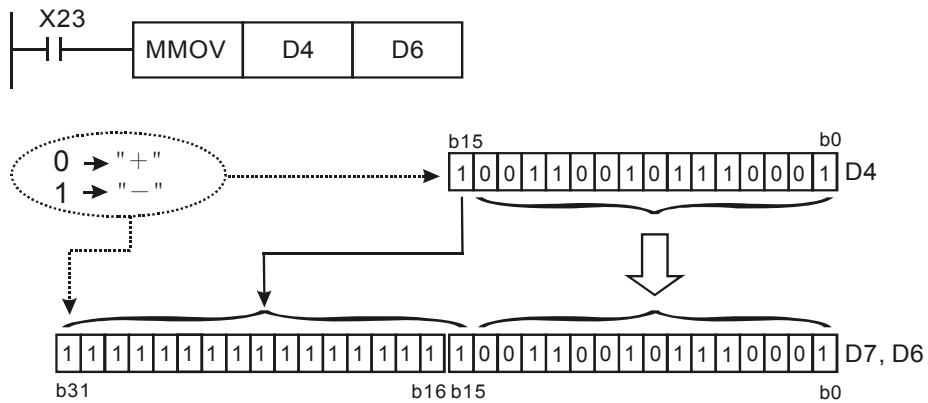 X23
MMOV D4 D6
b15 b0
0 "+"
1 "−"
1 0 0 1 1 0 0 1 0 1 1 1 0 0 0 1 D4
1 1 1 1 1 1 1 1 1 1 1 1 1 1 1 1 1 0 0 1 1 0 0 1 0 1 1 1 0 0 0 1 D7, D6
b31 b16 b15 b0